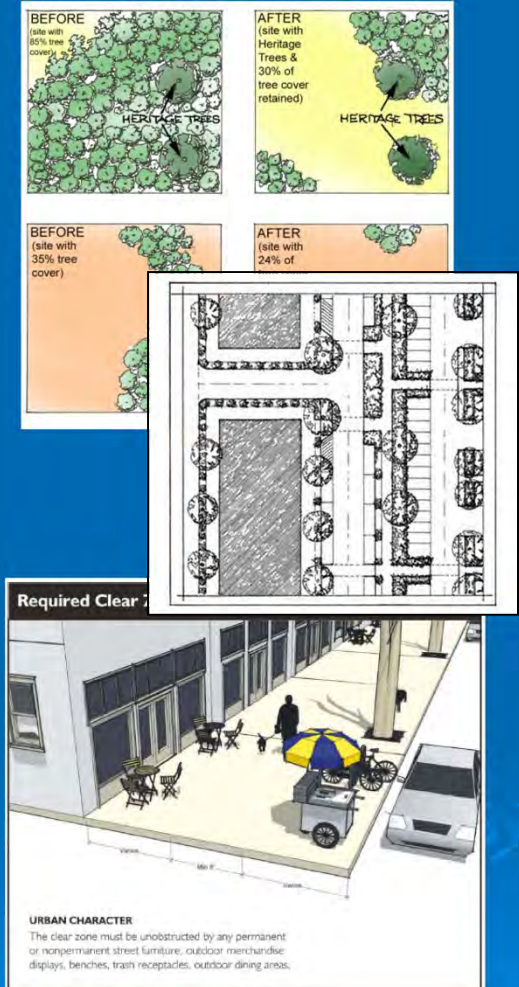 BEFORE
(site with
85% tree
cover)
HERITAGE TREES
AFTER
(site with
Heritage
Trees &
30% of
tree cover
retained)
HERITAGE TREES
BEFORE
(site with
35% tree
cover)
AFTER
(site with
24% of
Required Clear
Varies
Min 8'
Varies
URBAN CHARACTER
The clear zone must be unobstructed by any permanent
or nonpermanent street furniture, outdoor merchandise
displays, benches, trash receptacles, outdoor dining areas,